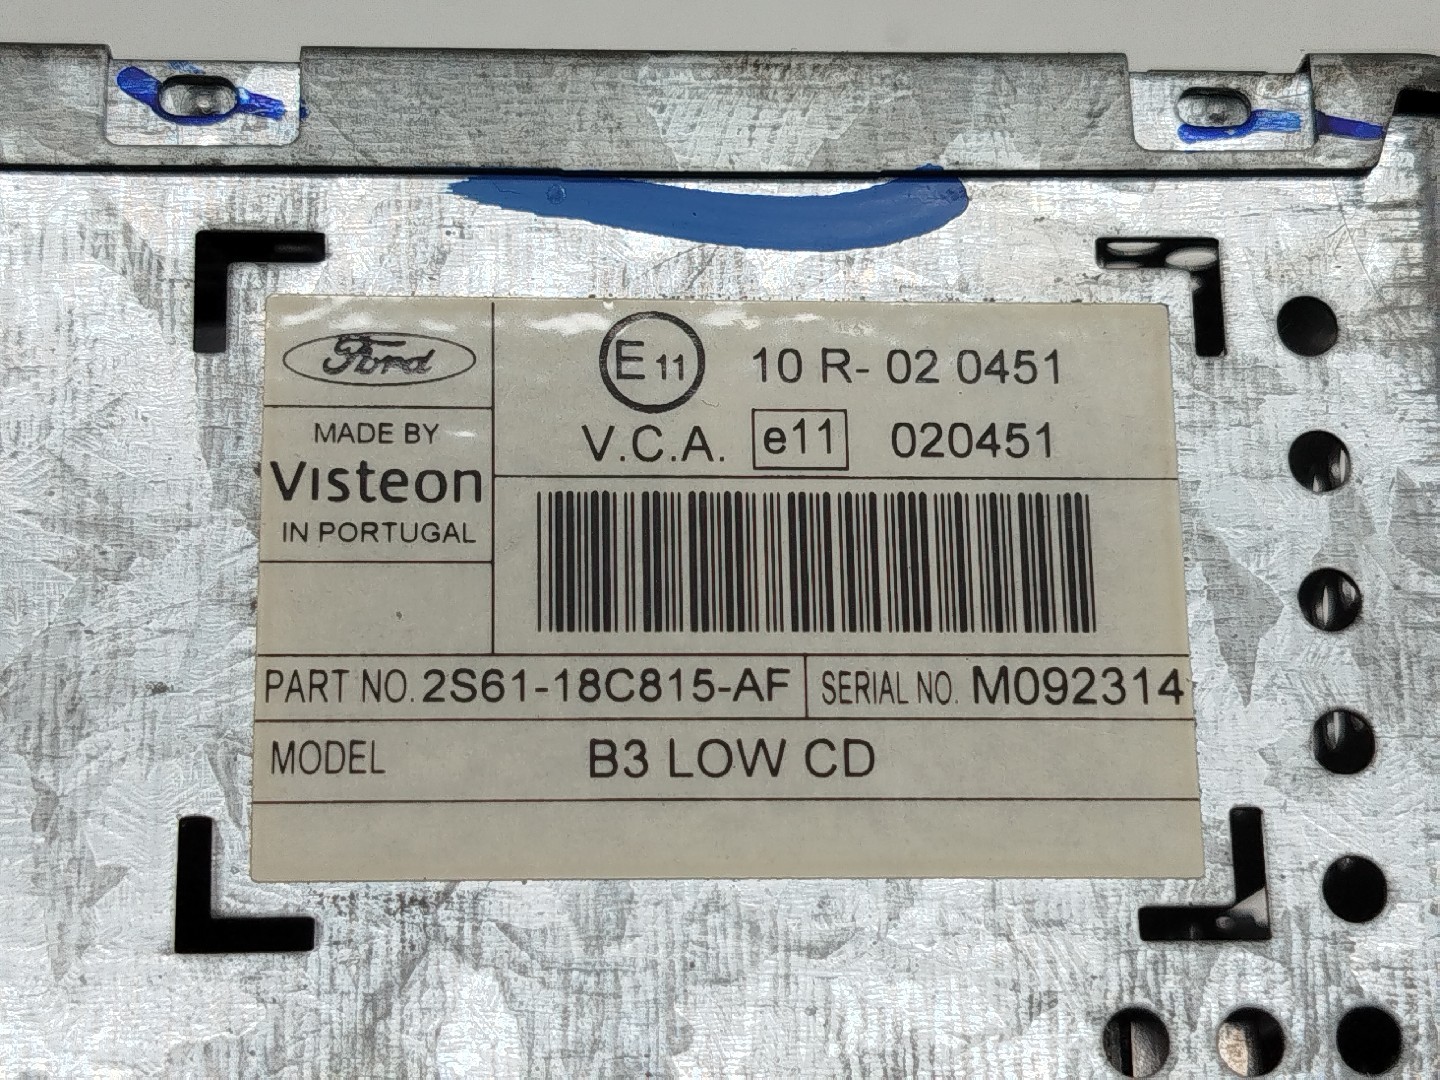 Ford
E 11 10 R- 02 0451
V.C.A. e11 020451
MADE BY
Visteon
IN PORTUGAL
PART NO. 2S61-18C815-AF SERIAL NO. M092314
MODEL B3 LOW CD